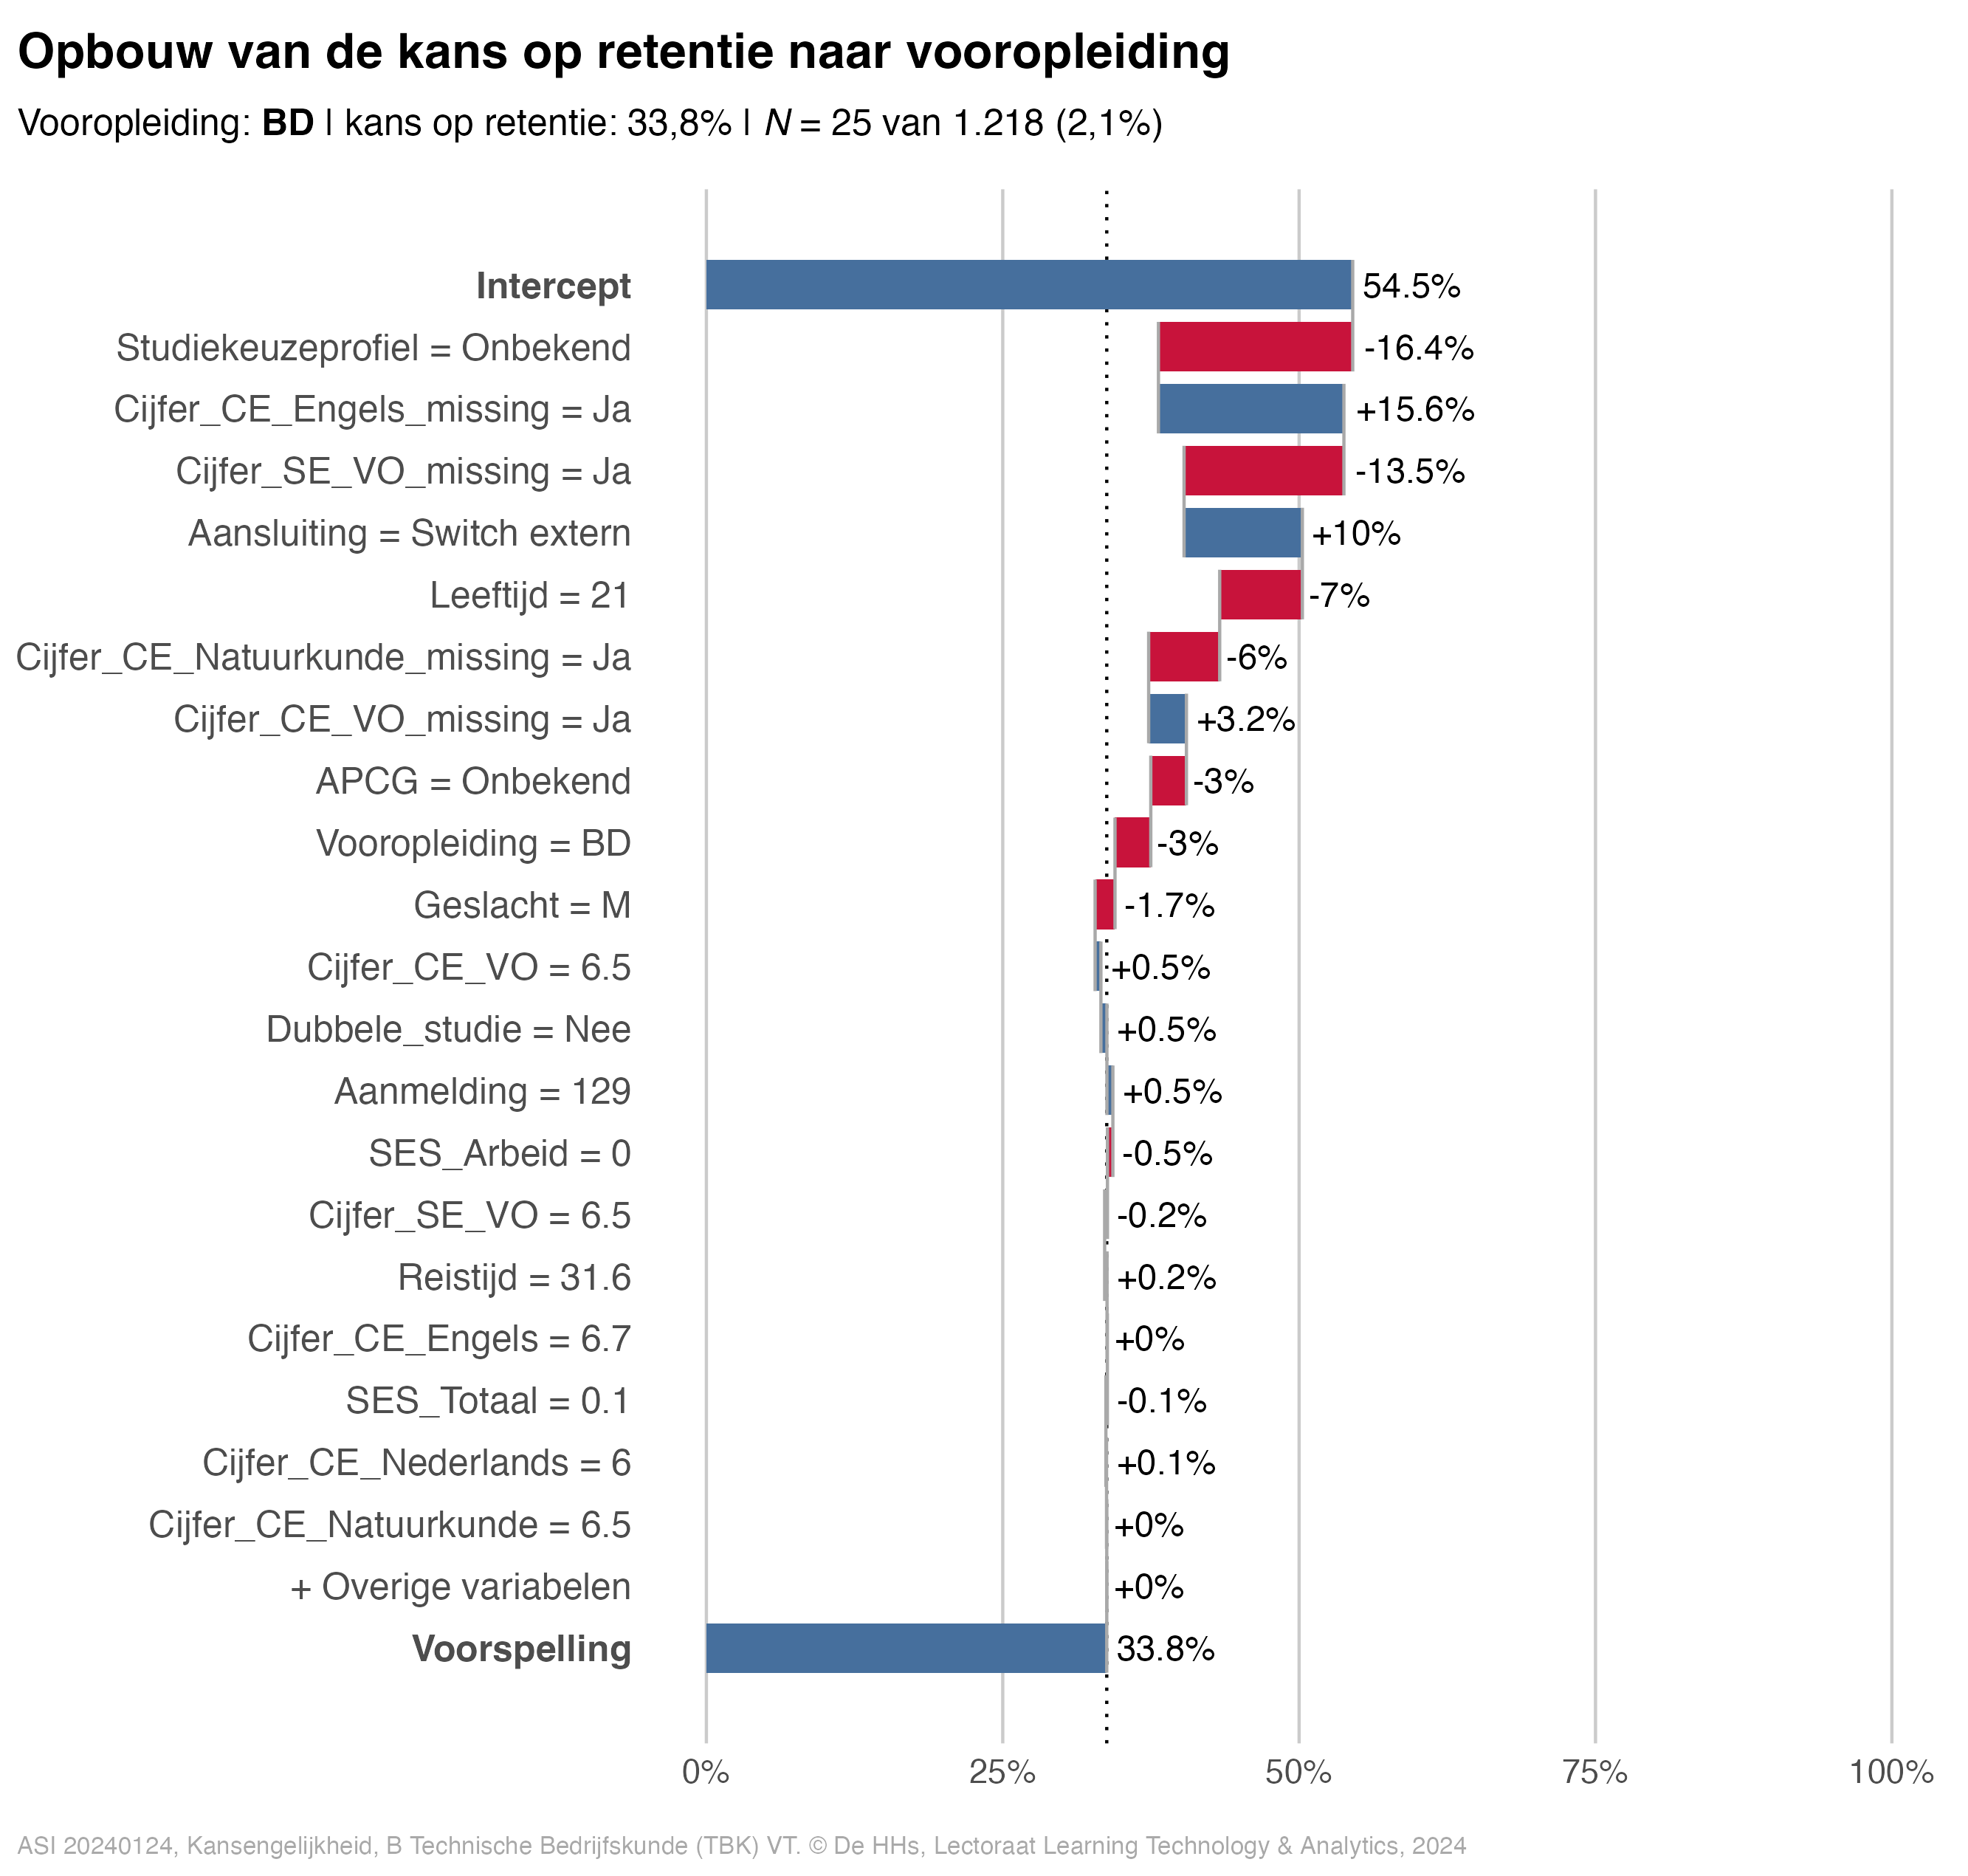 Opbouw van de kans op retentie naar vooropleiding
Vooropleiding: BD | kans op retentie: 33,8% | N = 25 van 1.218 (2,1%)
Intercept 54.5%
Studiekeuzeprofiel = Onbekend -16.4%
Cijfer_CE_Engels_missing = Ja +15.6%
Cijfer_SE_VO_missing = Ja -13.5%
Aansluiting = Switch extern +10%
Leeftijd = 21 -7%
Cijfer_CE_Natuurkunde_missing = Ja -6%
Cijfer_CE_VO_missing = Ja +3.2%
APCG = Onbekend -3%
Vooropleiding = BD -3%
Geslacht = M -1.7%
Cijfer_CE_VO = 6.5 +0.5%
Dubbele_studie = Nee +0.5%
Aanmelding = 129 +0.5%
SES_Arbeid = 0 -0.5%
Cijfer_SE_VO = 6.5 -0.2%
Reistijd = 31.6 +0.2%
Cijfer_CE_Engels = 6.7 +0%
SES_Totaal = 0.1 -0.1%
Cijfer_CE_Nederlands = 6 +0.1%
Cijfer_CE_Natuurkunde = 6.5 +0%
+ Overige variabelen +0%
Voorspelling 33.8%
0% 25% 50% 75% 100%
ASI 20240124, Kansengelijkheid, B Technische Bedrijfskunde (TBK) VT. © De HHs, Lectoraat Learning Technology & Analytics, 2024